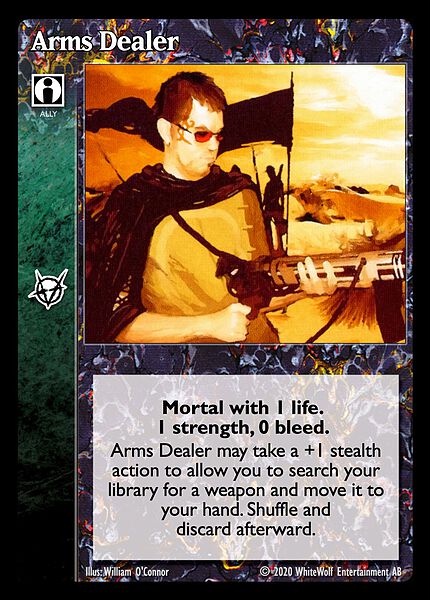 Arms Dealer
ALLY
Mortal with 1 life.
1 strength, 0 bleed.
Arms Dealer may take a +1 stealth
action to allow you to search your
library for a weapon and move it to
your hand. Shuffle and
discard afterward.
Illus: William O'Connor
© 2020 WhiteWolf Entertainment AB